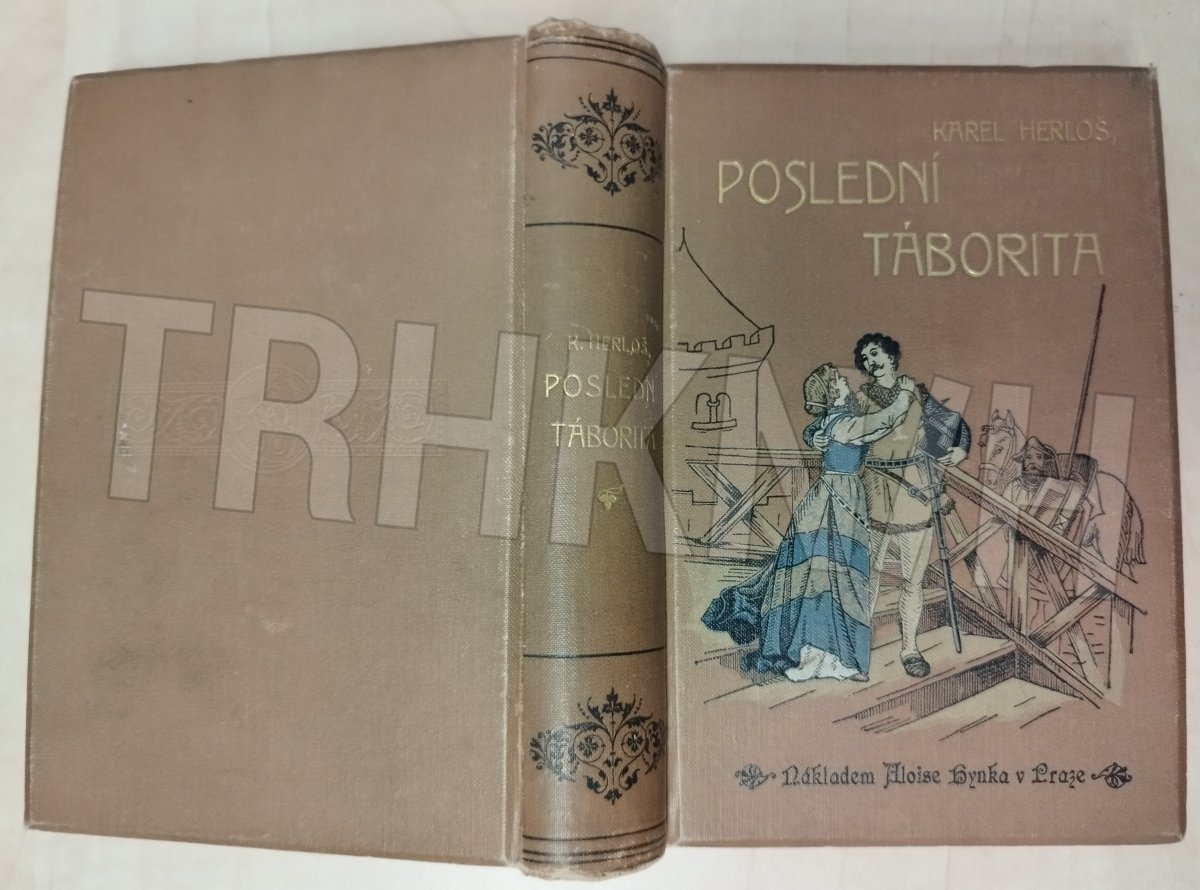 KAREL HERLOŠ,
POSLEDNÍ
TÁBORITA
Nákladem Aloise Hynka v Praze
K. HERLOŠ,
POSLEDNÍ
TÁBORITA
TRHKNIH